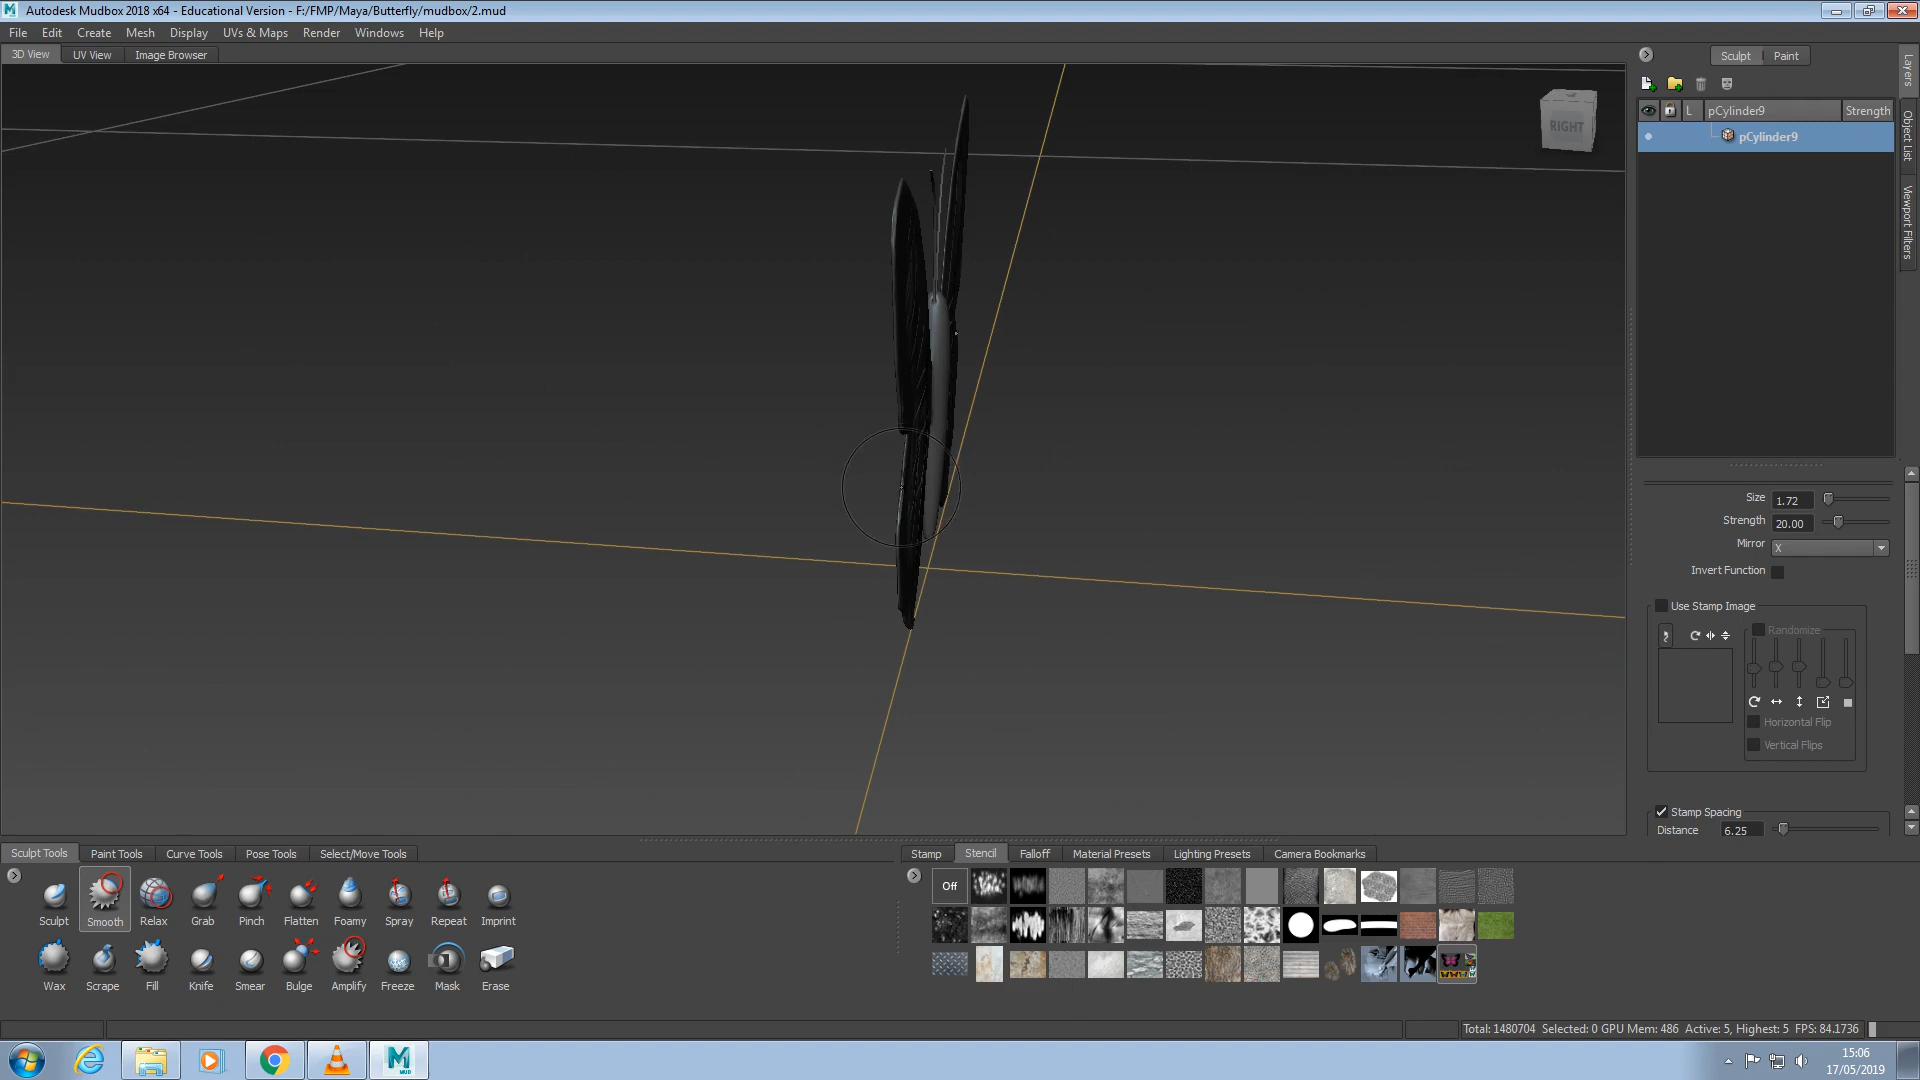 Autodesk Mudbox 2018 x64 - Educational Version - F:/FMP/Maya/Butterfly/mudbox/2.mud
File Edit Create Mesh Display UVs & Maps Render Windows Help
3D View UV View Image Browser
Sculpt Paint
Layers
Object List
Viewport Filters
L pCylinder9 Strength
pCylinder9
RIGHT
Size 1.72
Strength 20.00
Mirror X
Invert Function
Use Stamp Image
Randomize
Horizontal Flip
Vertical Flips
Stamp Spacing
Distance 6.25
Sculpt Tools Paint Tools Curve Tools Pose Tools Select/Move Tools
Stamp Stencil Falloff Material Presets Lighting Presets Camera Bookmarks
Off
Sculpt Smooth Relax Grab Pinch Flatten Foamy Spray Repeat Imprint
Wax Scrape Fill Knife Smear Bulge Amplify Freeze Mask Erase
Total: 1480704 Selected: 0 GPU Mem: 486 Active: 5, Highest: 5 FPS: 84.1736
MUD
15:06
17/05/2019